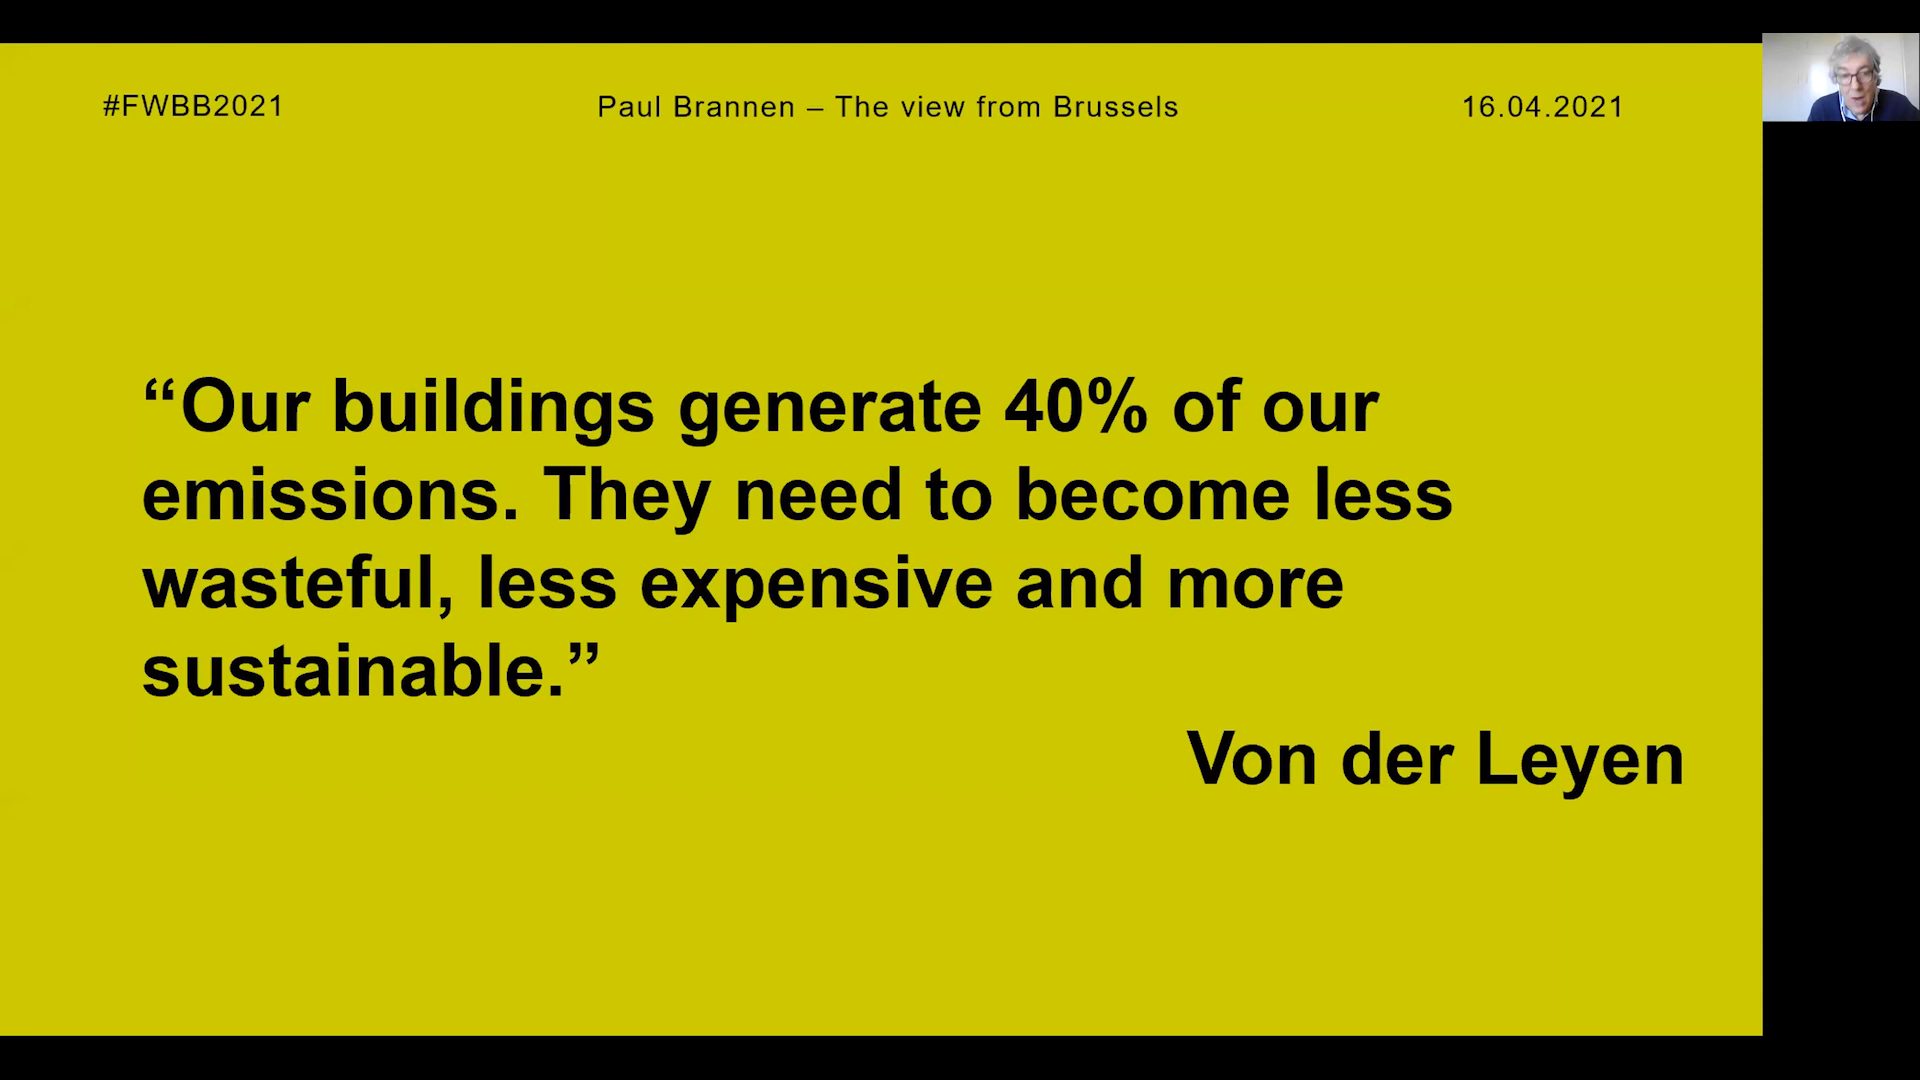 #FWBB2021
Paul Brannen – The view from Brussels
16.04.2021
“Our buildings generate 40% of our
emissions. They need to become less
wasteful, less expensive and more
sustainable.”
Von der Leyen